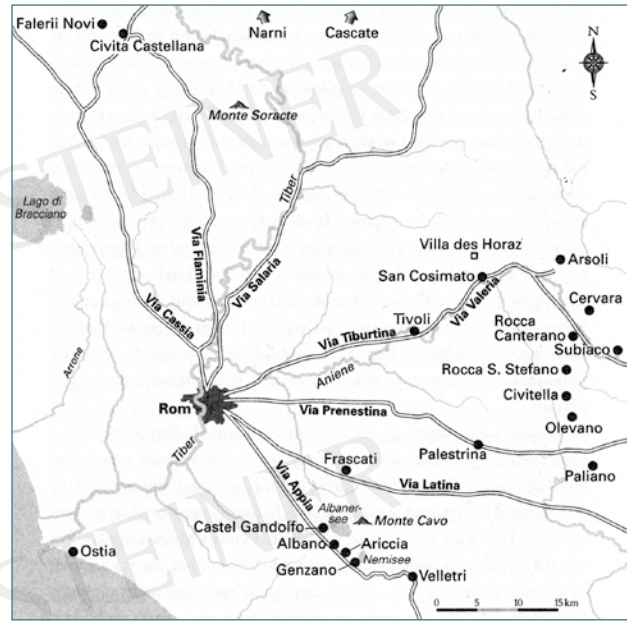 Falerii Novi
Civita Castellana
Narni
Cascate
N
S
Monte Soracte
STEINER
Lago di
Bracciano
Tiber
Via Flaminia
Via Salaria
Via Cassia
Villa des Horaz
San Cosimato
Arsoli
Via Valeria
Cervara
Tivoli
Via Tiburtina
Rocca
Canterano
Subiaco
Arrone
Aniene
Rocca S. Stefano
Civitella
Rom
Via Prenestina
Olevano
Tiber
Palestrina
Frascati
Paliano
Via Latina
Via Appia
Albaner-
see
Castel Gandolfo
Monte Cavo
STEINER
Albano
Ariccia
Ostia
Nemisee
Genzano
Velletri
0 5 10 15 km